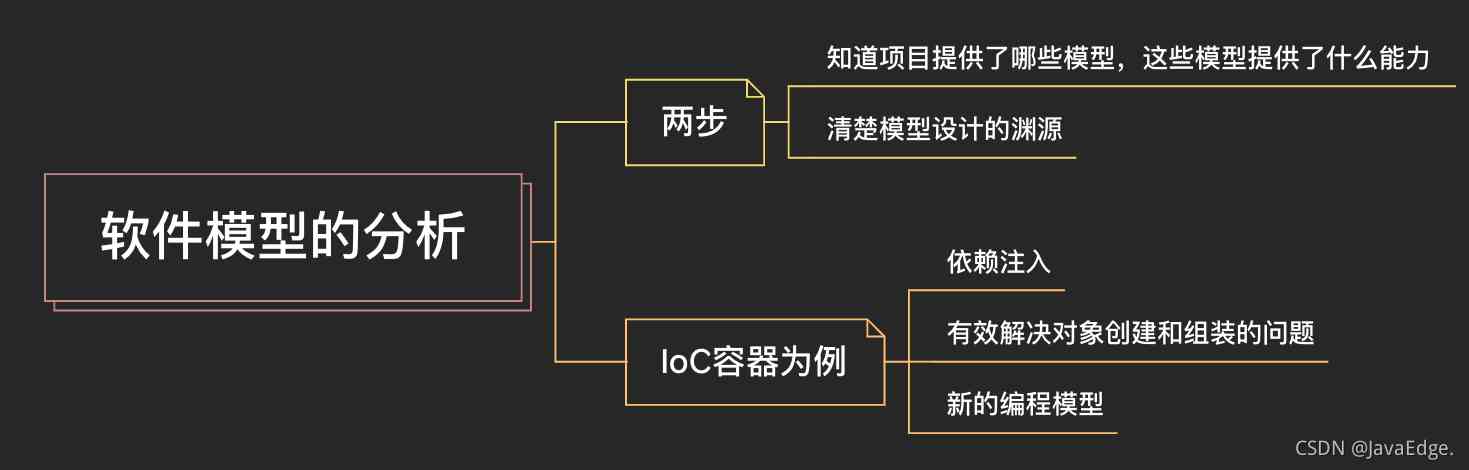 软件模型的分析
两步
知道项目提供了哪些模型，这些模型提供了什么能力
清楚模型设计的渊源
IoC容器为例
依赖注入
有效解决对象创建和组装的问题
新的编程模型
CSDN @JavaEdge.